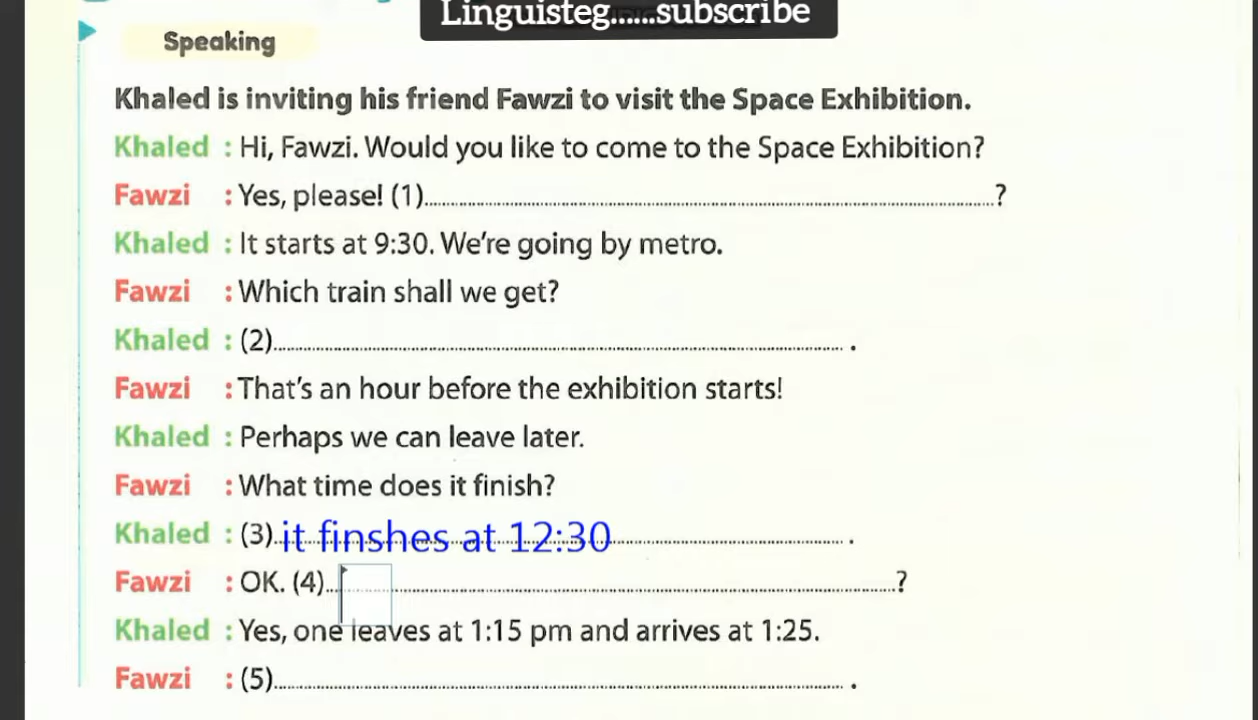 Linguisteg......subscribe
Speaking
Khaled is inviting his friend Fawzi to visit the Space Exhibition.
Khaled : Hi, Fawzi. Would you like to come to the Space Exhibition?
Fawzi : Yes, please! (1)..............................?
Khaled : It starts at 9:30. We're going by metro.
Fawzi : Which train shall we get?
Khaled : (2)...............................
Fawzi : That's an hour before the exhibition starts!
Khaled : Perhaps we can leave later.
Fawzi : What time does it finish?
Khaled : (3) it finshes at 12:30 ...............
Fawzi : OK. (4)..............................?
Khaled : Yes, one leaves at 1:15 pm and arrives at 1:25.
Fawzi : (5)...............................